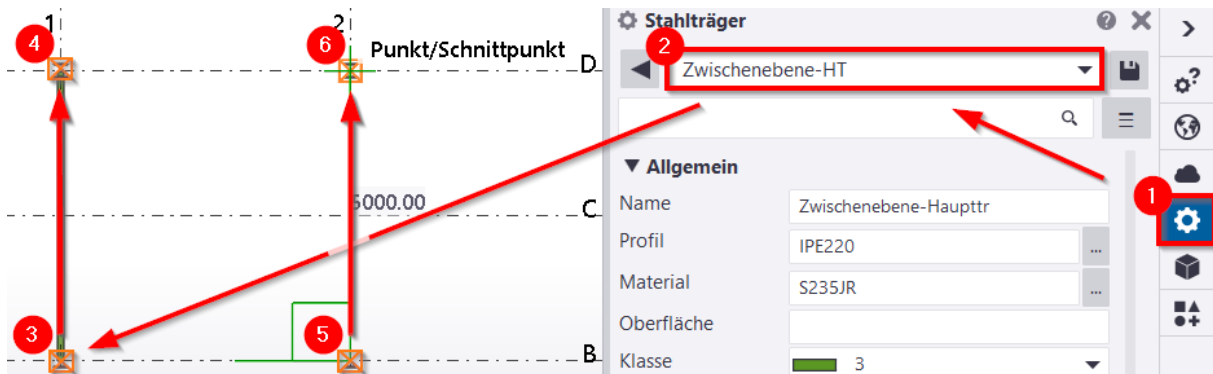 1
2
4
6
Punkt/Schnittpunkt
D
5000.00
C
3
5
B
Stahlträger
2
Zwischenebene-HT
Allgemein
Name
Zwischenebene-Haupttr
Profil
IPE220
...
Material
S235JR
...
Oberfläche
Klasse
3
1